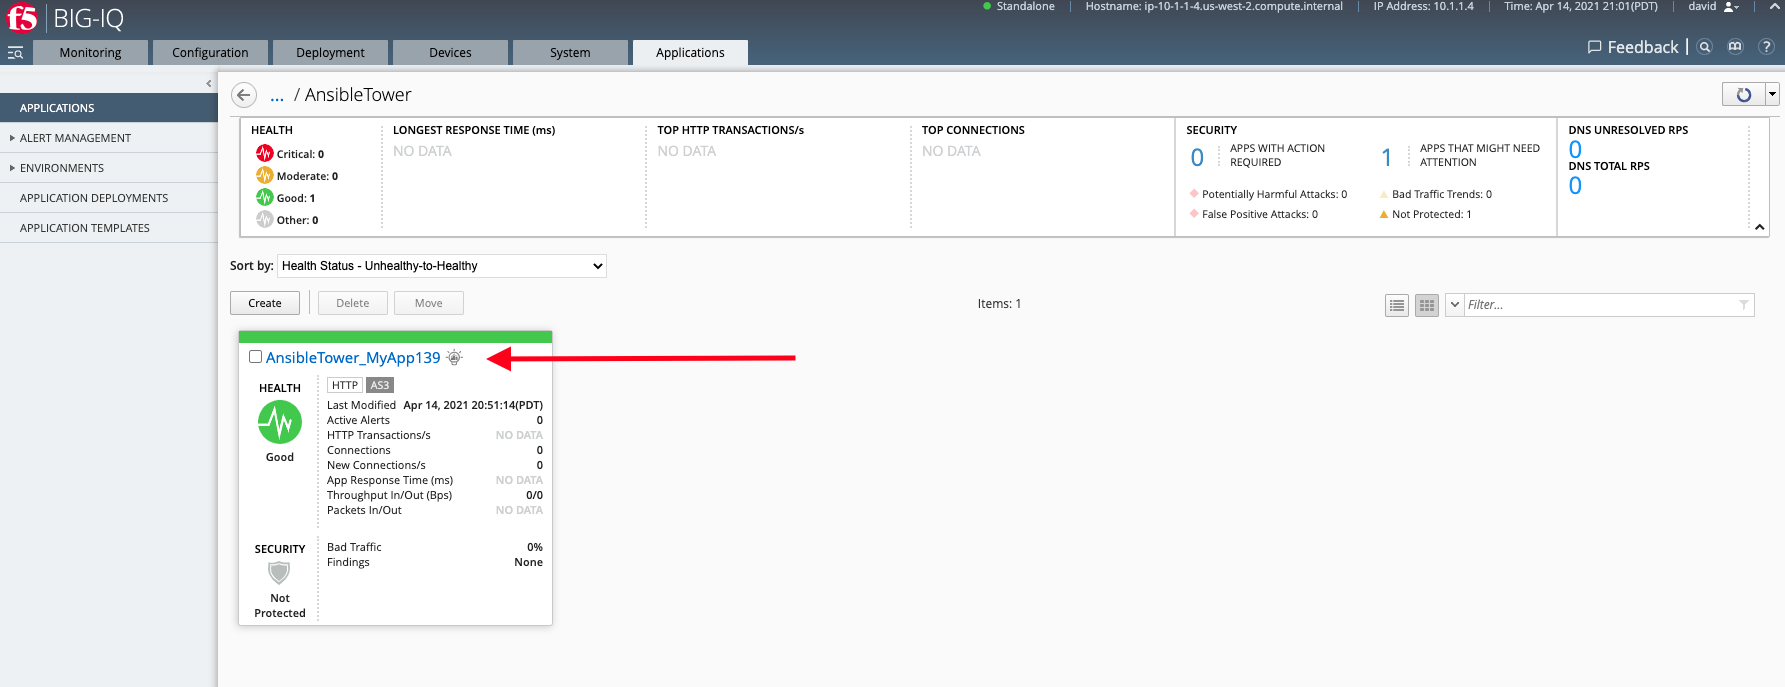 f5 BIG-IQ
Standalone Hostname: ip-10-1-1-4.us-west-2.compute.internal IP Address: 10.1.1.4 Time: Apr 14, 2021 21:01(PDT) david
Monitoring Configuration Deployment Devices System Applications
Feedback ?
... / AnsibleTower
APPLICATIONS
ALERT MANAGEMENT
ENVIRONMENTS
APPLICATION DEPLOYMENTS
APPLICATION TEMPLATES
HEALTH
Critical: 0
Moderate: 0
Good: 1
Other: 0
LONGEST RESPONSE TIME (ms)
NO DATA
TOP HTTP TRANSACTIONS/s
NO DATA
TOP CONNECTIONS
NO DATA
SECURITY
0 APPS WITH ACTION
REQUIRED
1 APPS THAT MIGHT NEED
ATTENTION
Potentially Harmful Attacks: 0
False Positive Attacks: 0
Bad Traffic Trends: 0
Not Protected: 1
DNS UNRESOLVED RPS
0
DNS TOTAL RPS
0
Sort by: Health Status - Unhealthy-to-Healthy
Create Delete Move
Items: 1
Filter...
AnsibleTower_MyApp139
HEALTH
Good
HTTP AS3
Last Modified Apr 14, 2021 20:51:14(PDT)
Active Alerts 0
HTTP Transactions/s NO DATA
Connections 0
New Connections/s 0
App Response Time (ms) NO DATA
Throughput In/Out (Bps) 0/0
Packets In/Out NO DATA
SECURITY
Not
Protected
Bad Traffic 0%
Findings None